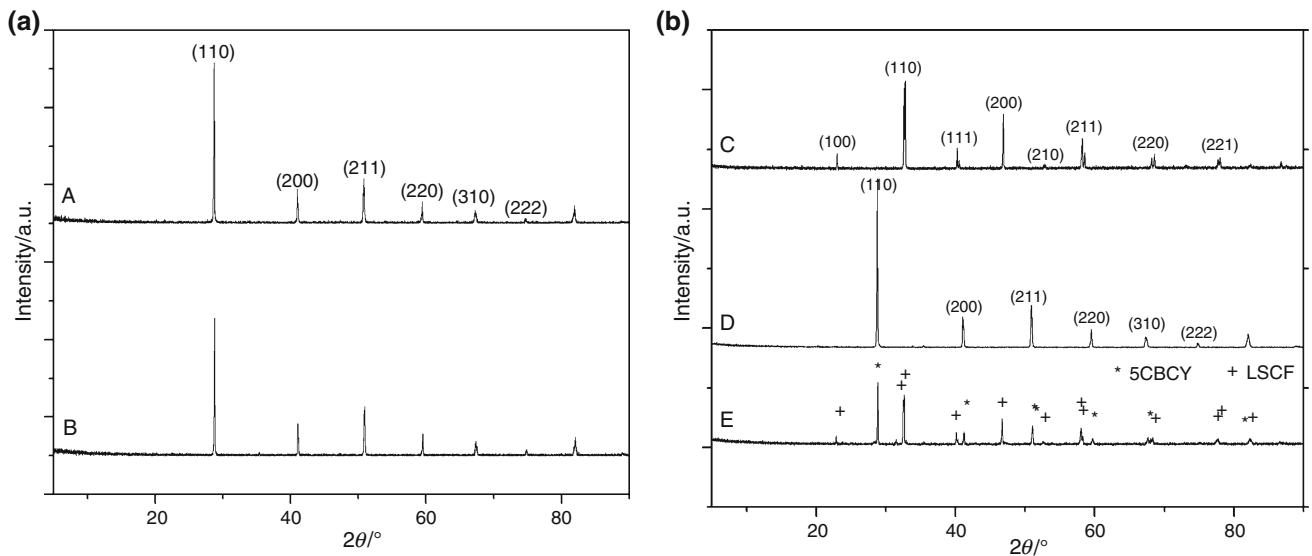 (a)
(110)
(200)
(211)
(220)
(310)
(222)
A
B
Intensity/a.u.
20 40 60 80
2θ/°
(b)
(100)
(110)
(111)
(200)
(210)
(211)
(220)
(221)
C
(110)
(200)
(211)
(220)
(310)
(222)
D
* 5CBCY + LSCF
* + + + + * + * * + + + * * + + + * +
E
Intensity/a.u.
20 40 60 80
2θ/°